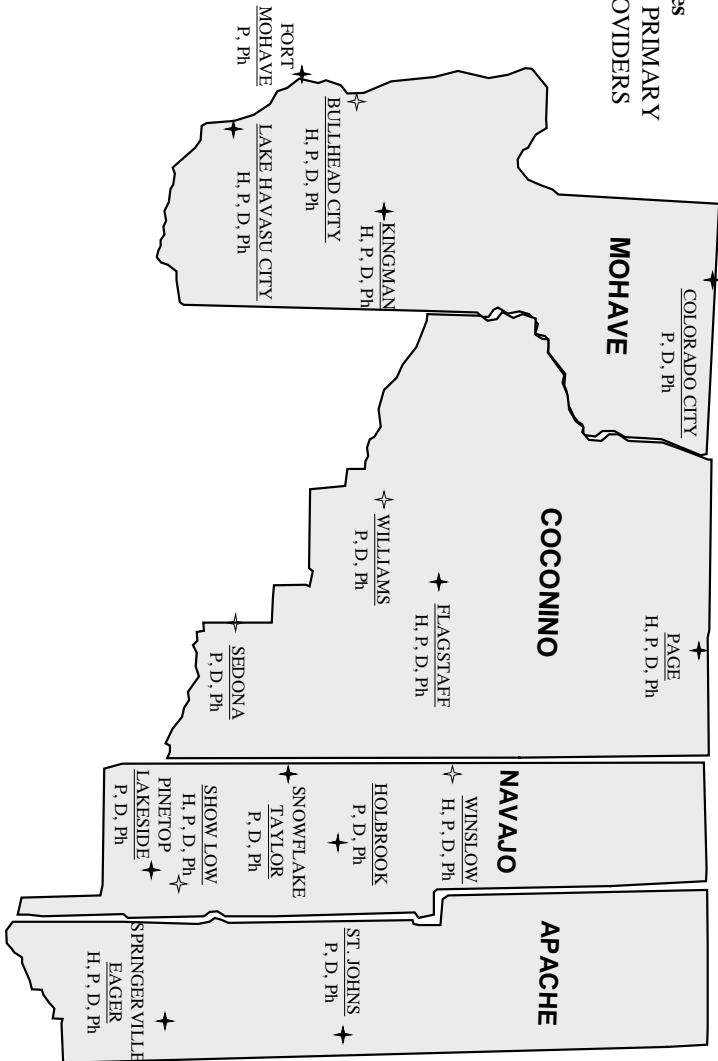 es
PRIMARY
OVIDERS
COLORADO CITY
P, D, Ph
MOHAVE
KINGMAN
H, P, D, Ph
BULLHEAD CITY
H, P, D, Ph
FORT
MOHAVE
P, Ph
LAKE HAVASU CITY
H, P, D, Ph
PAGE
H, P, D, Ph
COCONINO
FLAGSTAFF
H, P, D, Ph
WILLIAMS
P, D, Ph
SEDONA
P, D, Ph
NAVAJO
WINSLOW
H, P, D, Ph
HOLBROOK
P, D, Ph
SNOWFLAKE
TAYLOR
P, D, Ph
SHOW LOW
H, P, D, Ph
PINETOP
LAKESIDE
P, D, Ph
APACHE
ST. JOHNS
P, D, Ph
SPRINGERVILLE
EAGER
H, P, D, Ph